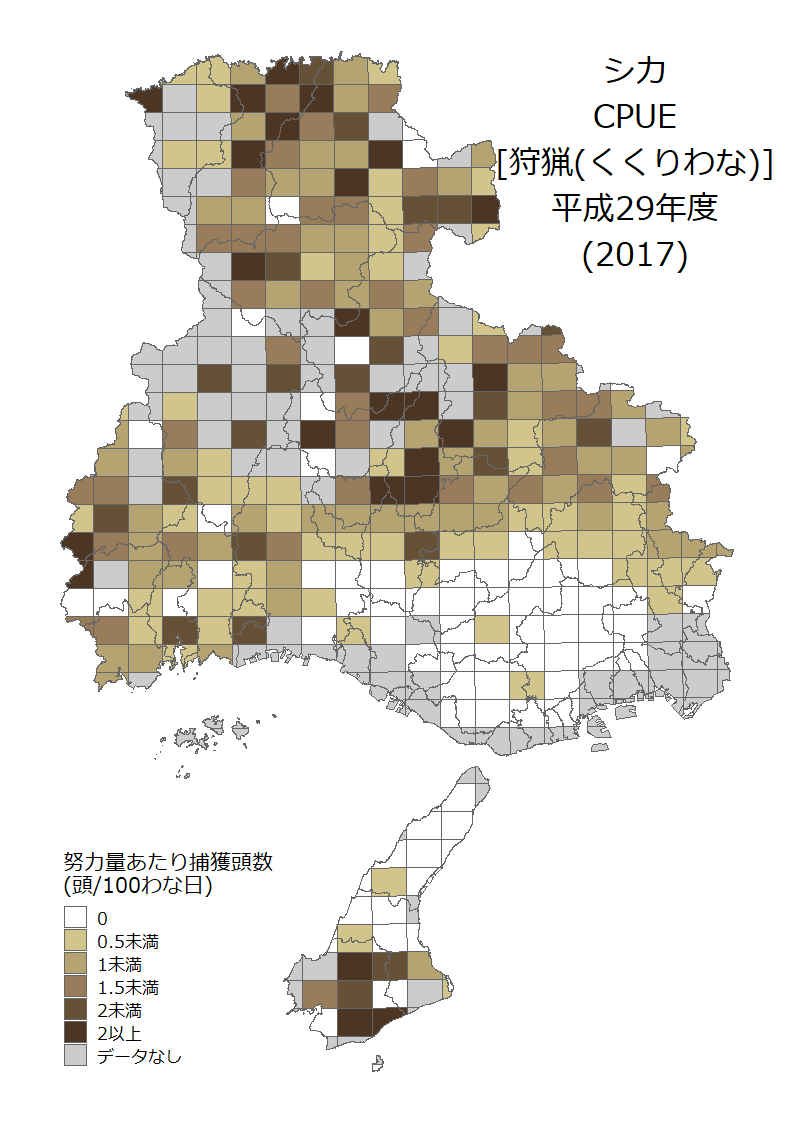 シカ
CPUE
[狩猟(くくりわな)]
平成29年度
(2017)
努力量あたり捕獲頭数
(頭/100わな日)
0
0.5未満
1未満
1.5未満
2未満
2以上
データなし